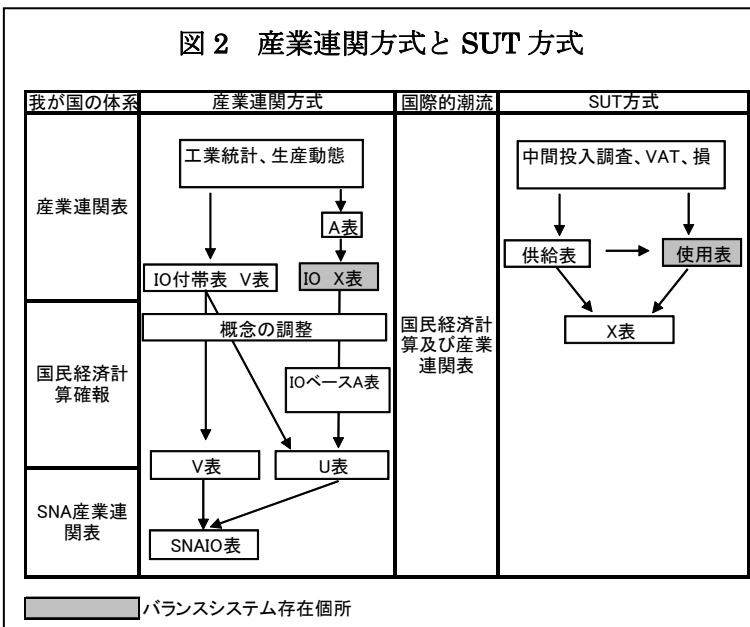 図2 産業連関方式と SUT 方式
我が国の体系 産業連関方式 国際的潮流 SUT方式
産業連関表
工業統計、生産動態
A表
IO付帯表 V表
IO X表
概念の調整
国民経済計
算確報
IOベースA表
V表
U表
SNA産業連
関表
SNAIO表
国民経済計
算及び産業
連関表
中間投入調査、VAT、損
供給表
使用表
X表
バランスシステム存在個所